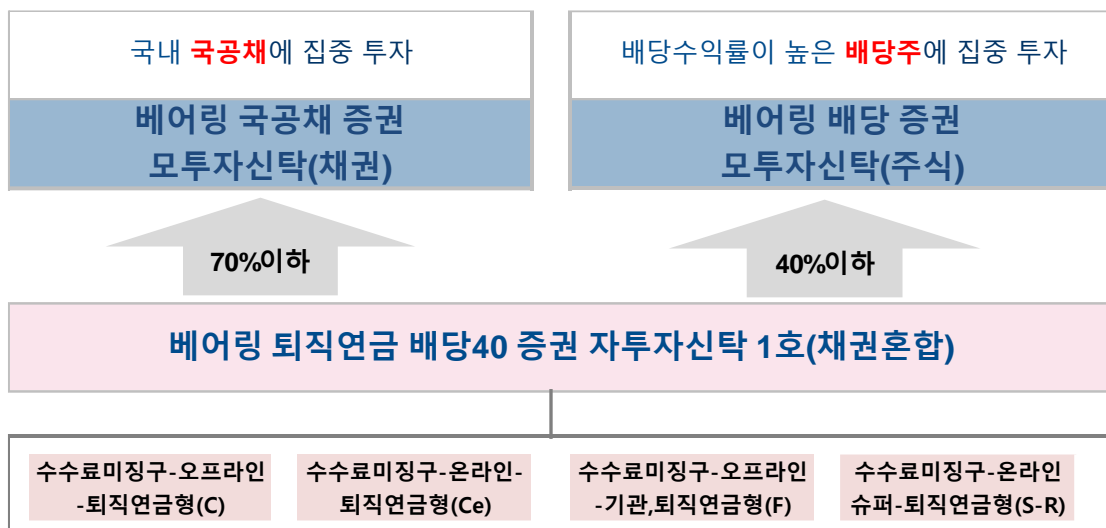 국내 국공채에 집중 투자
베어링 국공채 증권
모투자신탁(채권)
배당수익률이 높은 배당주에 집중 투자
베어링 배당 증권
모투자신탁(주식)
70%이하
40%이하
베어링 퇴직연금 배당40 증권 자투자신탁 1호(채권혼합)
수수료미징구-오프라인
-퇴직연금형(C)
수수료미징구-온라인-
퇴직연금형(Ce)
수수료미징구-오프라인
-기관,퇴직연금형(F)
수수료미징구-온라인
슈퍼-퇴직연금형(S-R)